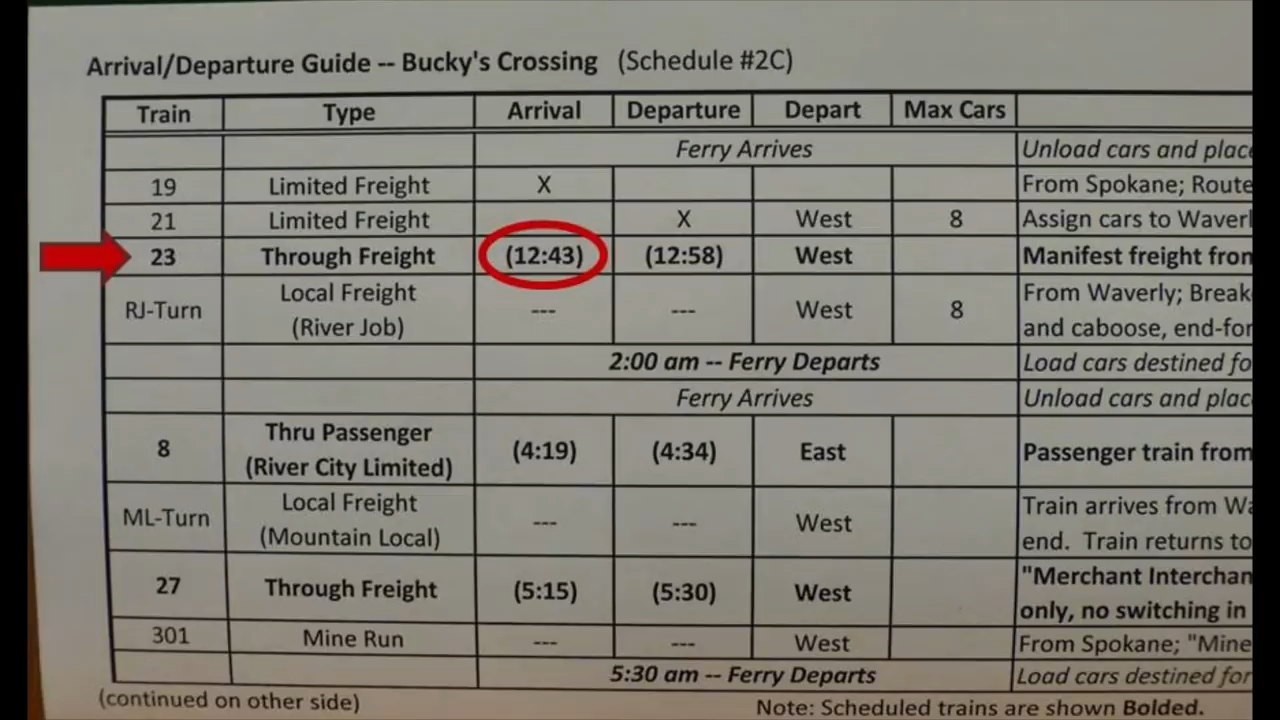 Arrival/Departure Guide -- Bucky's Crossing (Schedule #2C)
Train Type Arrival Departure Depart Max Cars
Ferry Arrives Unload cars and plac
19 Limited Freight X From Spokane; Route
21 Limited Freight X West 8 Assign cars to Waverl
23 Through Freight (12:43) (12:58) West Manifest freight fron
RJ-Turn Local Freight (River Job) --- --- West 8 From Waverly; Break
and caboose, end-for
2:00 am -- Ferry Departs Load cars destined fo
Ferry Arrives Unload cars and plac
8 Thru Passenger (River City Limited) (4:19) (4:34) East Passenger train from
ML-Turn Local Freight (Mountain Local) --- --- West Train arrives from Wa
end. Train returns to
27 Through Freight (5:15) (5:30) West "Merchant Interchan
only, no switching in
301 Mine Run --- --- West From Spokane; "Mine
5:30 am -- Ferry Departs Load cars destined for
(continued on other side) Note: Scheduled trains are shown Bolded.